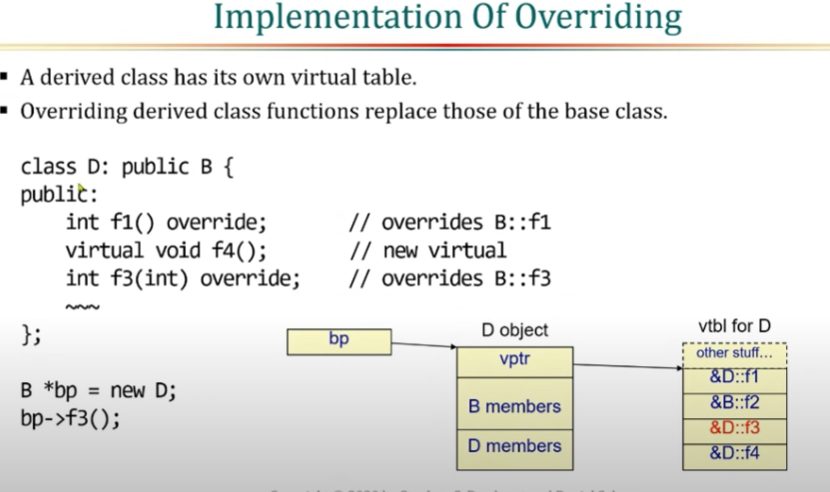 Implementation Of Overriding
▪ A derived class has its own virtual table.
▪ Overriding derived class functions replace those of the base class.
class D: public B {
public:
int f1() override; // overrides B::f1
virtual void f4(); // new virtual
int f3(int) override; // overrides B::f3
~~~
};
B *bp = new D;
bp->f3();
bp
D object
vptr
B members
D members
vtbl for D
other stuff...
&D::f1
&B::f2
&D::f3
&D::f4